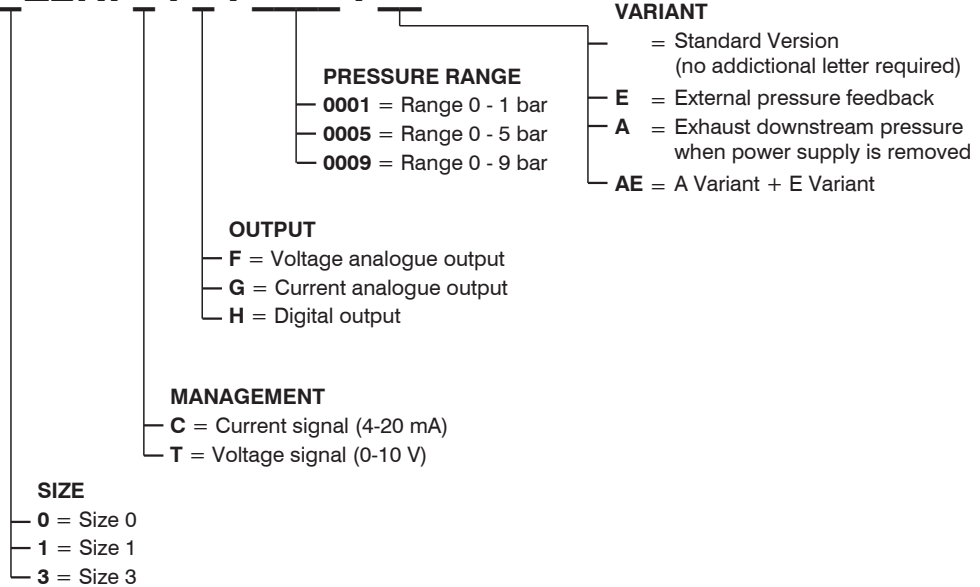 VARIANT
= Standard Version
(no addictional letter required)
E = External pressure feedback
A = Exhaust downstream pressure
when power supply is removed
AE = A Variant + E Variant
PRESSURE RANGE
0001 = Range 0 - 1 bar
0005 = Range 0 - 5 bar
0009 = Range 0 - 9 bar
OUTPUT
F = Voltage analogue output
G = Current analogue output
H = Digital output
MANAGEMENT
C = Current signal (4-20 mA)
T = Voltage signal (0-10 V)
SIZE
0 = Size 0
1 = Size 1
3 = Size 3